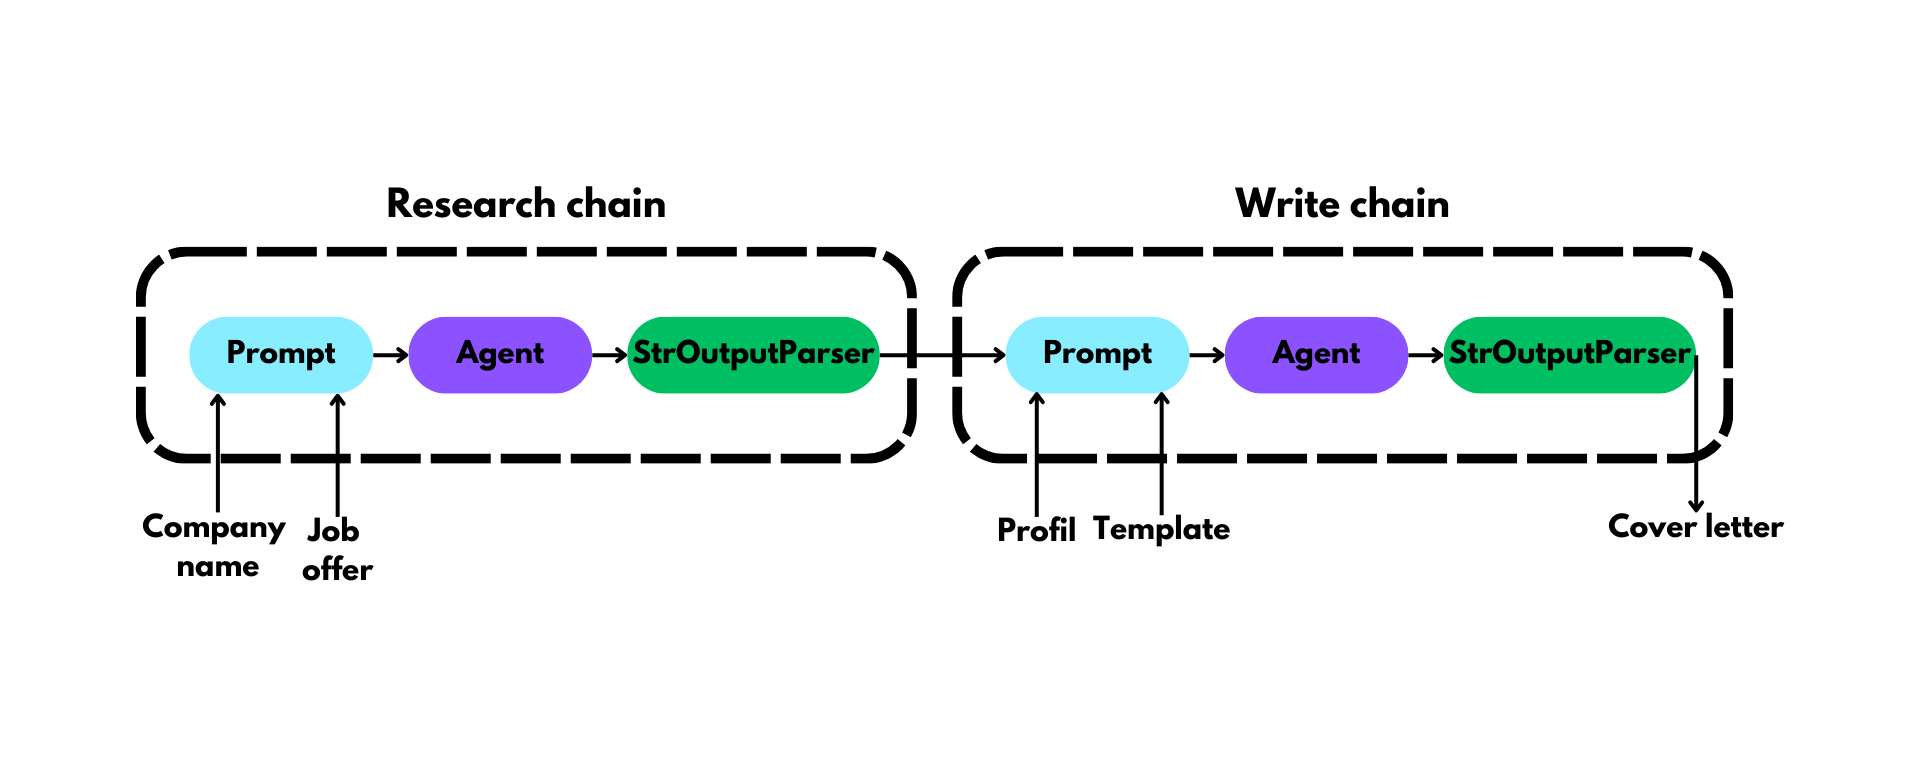 Research chain
Write chain
Prompt
Agent
StrOutputParser
Prompt
Agent
StrOutputParser
Company
name
Job
offer
Profil
Template
Cover letter